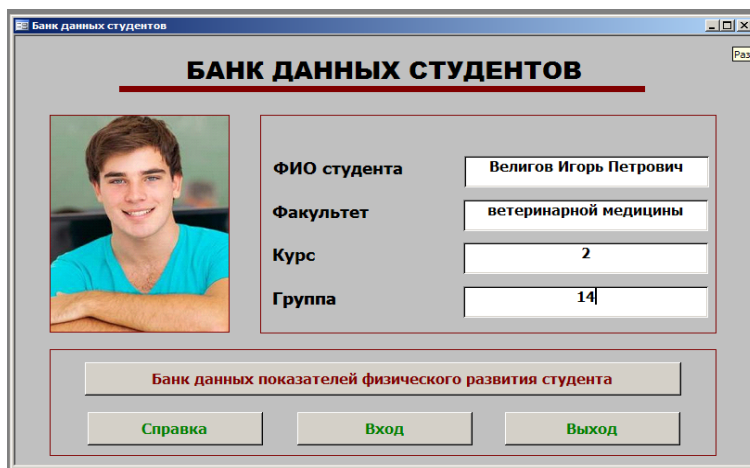 Банк данных студентов
Раз
БАНК ДАННЫХ СТУДЕНТОВ
ФИО студента Велигов Игорь Петрович
Факультет ветеринарной медицины
Курс 2
Группа 14
Банк данных показателей физического развития студента
Справка Вход Выход